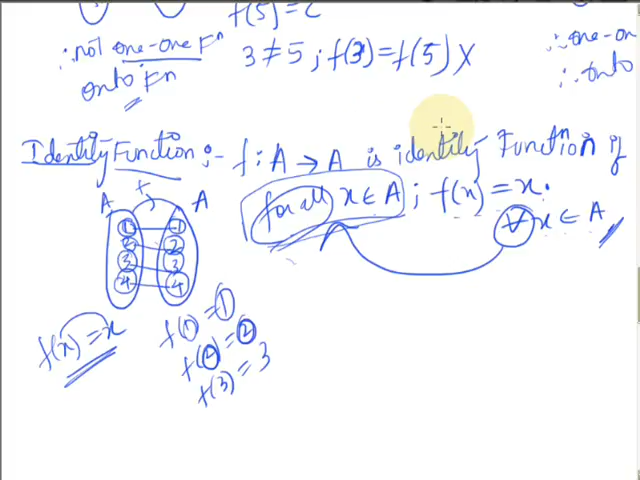 f(5) = c
∴ not one-one fn
3 ≠ 5 ; f(3) = f(5) X
∴ one-on
onto fn
∴ onto
Identity Function :- f : A → A is identity Function if
for all x ∈ A ; f(x) = x.
∀ x ∈ A
f
A A
1 1
2 2
3 3
4 4
f(x) = x
f(1) = 1
f(2) = 2
f(3) = 3